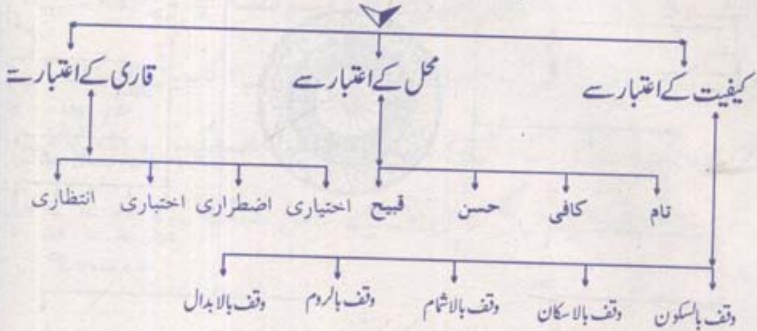 کیفیت کے اعتبار سے محل کے اعتبار سے قاری کے اعتبار سے
تام کافی حسن قبیح اختیاری اضطراری اختباری انتظاری
وقف بالسکون وقف بالاسکان وقف بالاشمام وقف بالروم وقف بالابدال